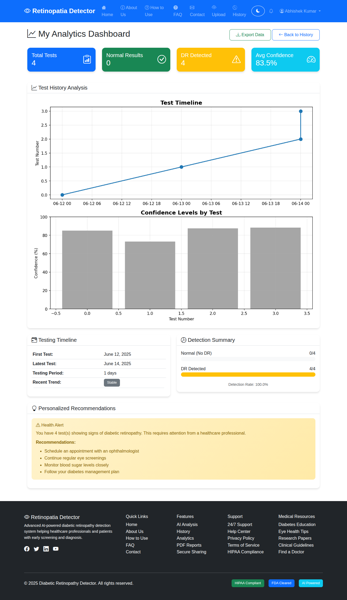 Retinopatia Detector
Home
About Us
How to Use
FAQ
Contact
Upload
History
Abhishek Kumar
My Analytics Dashboard
Export Data
← Back to History
Total Tests
4
Normal Results
0
DR Detected
4
Avg Confidence
83.5%
Test History Analysis
Test Timeline
Test Number
3.0
2.5
2.0
1.5
1.0
0.5
0.0
06-12 00 06-12 06 06-12 12 06-12 18 06-13 00 06-13 06 06-13 12 06-13 18 06-14 00
Confidence Levels by Test
Confidence (%)
100
80
60
40
20
0
−0.5 0.0 0.5 1.0 1.5 2.0 2.5 3.0 3.5
Test Number
Testing Timeline
First Test: June 12, 2025
Latest Test: June 14, 2025
Testing Period: 1 days
Recent Trend:
Detection Summary
Normal (No DR) 0/4
DR Detected 4/4
Detection Rate: 100.0%
Personalized Recommendations
Health Alert
You have 4 test(s) showing signs of diabetic retinopathy. This requires attention from a healthcare professional.
Recommendations:
Schedule an appointment with an ophthalmologist
Continue regular eye screenings
Monitor blood sugar levels closely
Follow your diabetes management plan
Retinopatia Detector
Advanced AI-powered diabetic retinopathy detection
system helping healthcare professionals and patients
with early screening and diagnosis.
Quick Links
Home
About Us
How to Use
FAQ
Contact
Features
AI Analysis
History
Analytics
PDF Reports
Secure Sharing
Support
24/7 Support
Help Center
Privacy Policy
Terms of Service
HIPAA Compliance
Medical Resources
Diabetes Education
Eye Health Tips
Research Papers
Clinical Guidelines
Find a Doctor
© 2025 Diabetic Retinopathy Detector. All rights reserved.
HIPAA Compliant
FDA Cleared
AI Powered